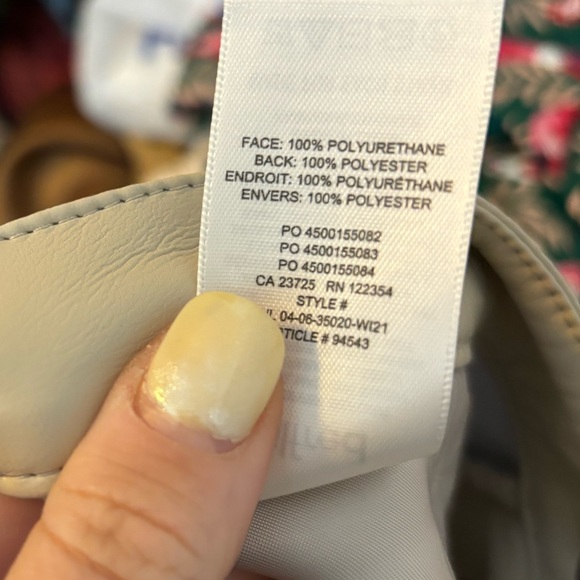 FACE: 100% POLYURETHANE
BACK: 100% POLYESTER
ENDROIT: 100% POLYURÉTHANE
ENVERS: 100% POLYESTER
PO 4500155082
PO 4500155083
PO 4500155084
CA 23725 RN 122354
STYLE #
04-06-35020-WI21
# 94543